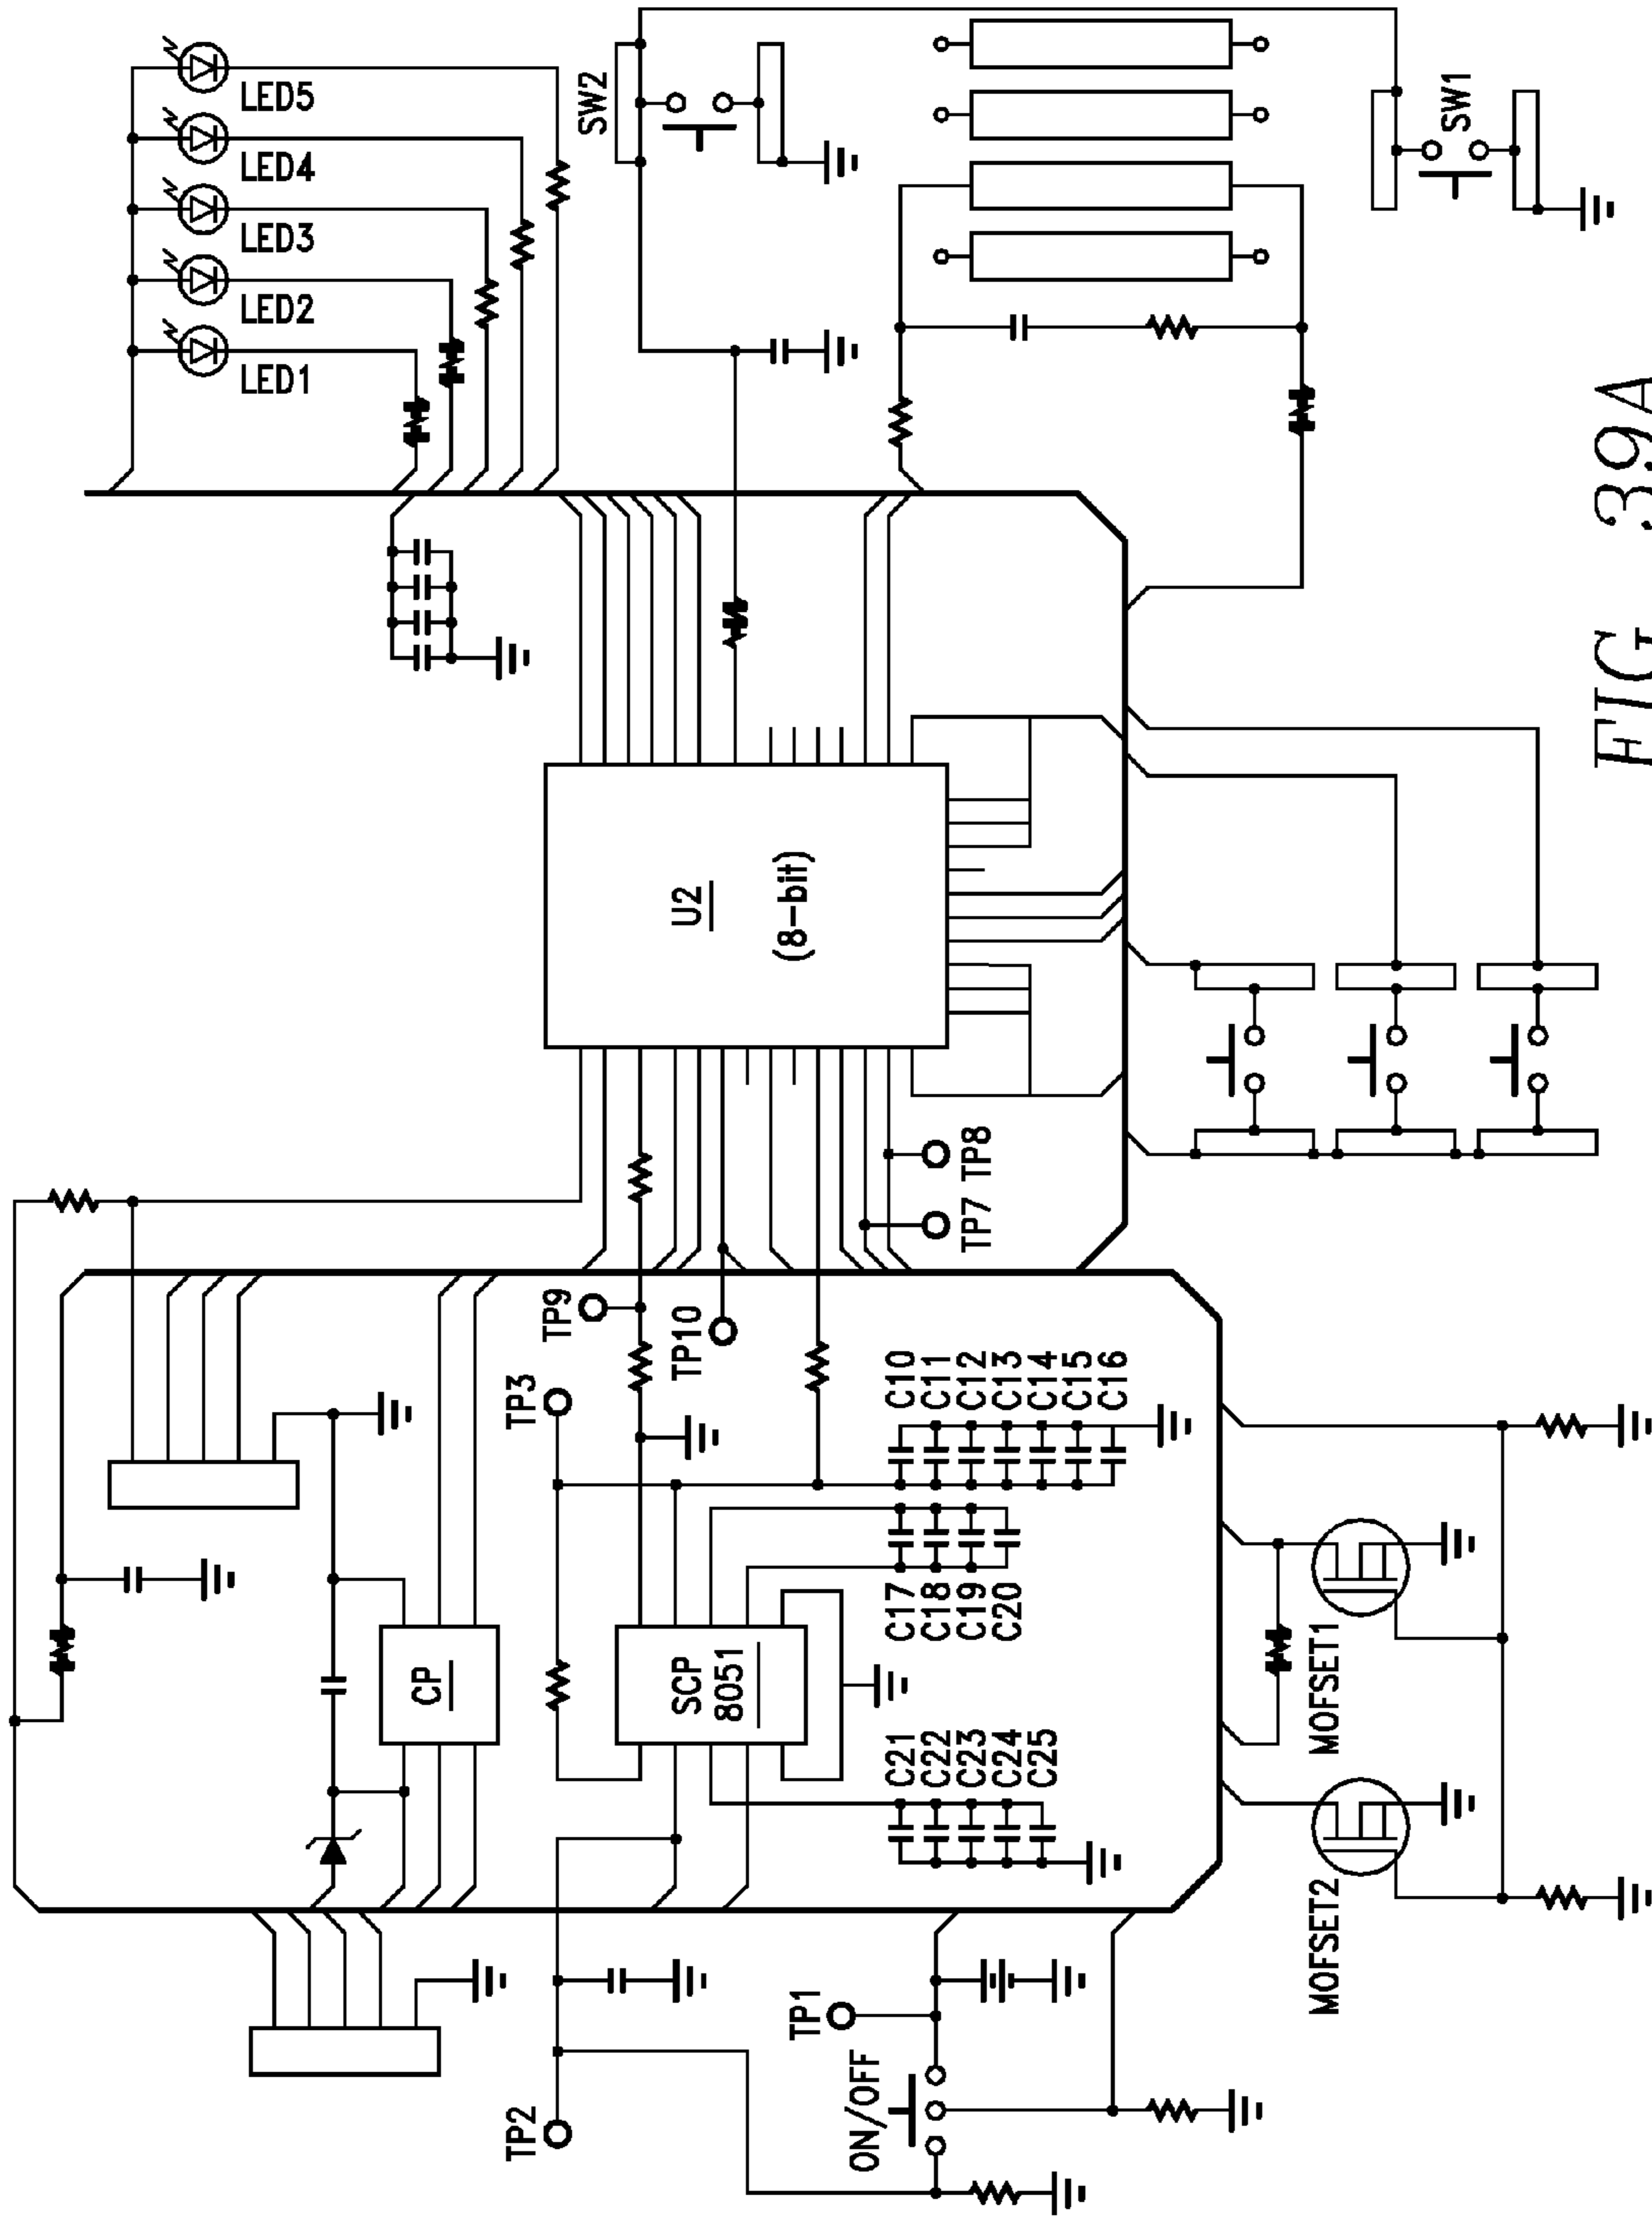 LED5
LED4
LED3
LED2
LED1
SW2
SW1
U2
(8-bit)
TP8
TP7
TP9
TP10
TP3
C10
C11
C12
C13
C14
C15
C16
C17
C18
C19
C20
CP
SCP
8051
C21
C22
C23
C24
C25
MOFSET1
MOFSET2
TP1
ON/OFF
TP2
FIG 39A